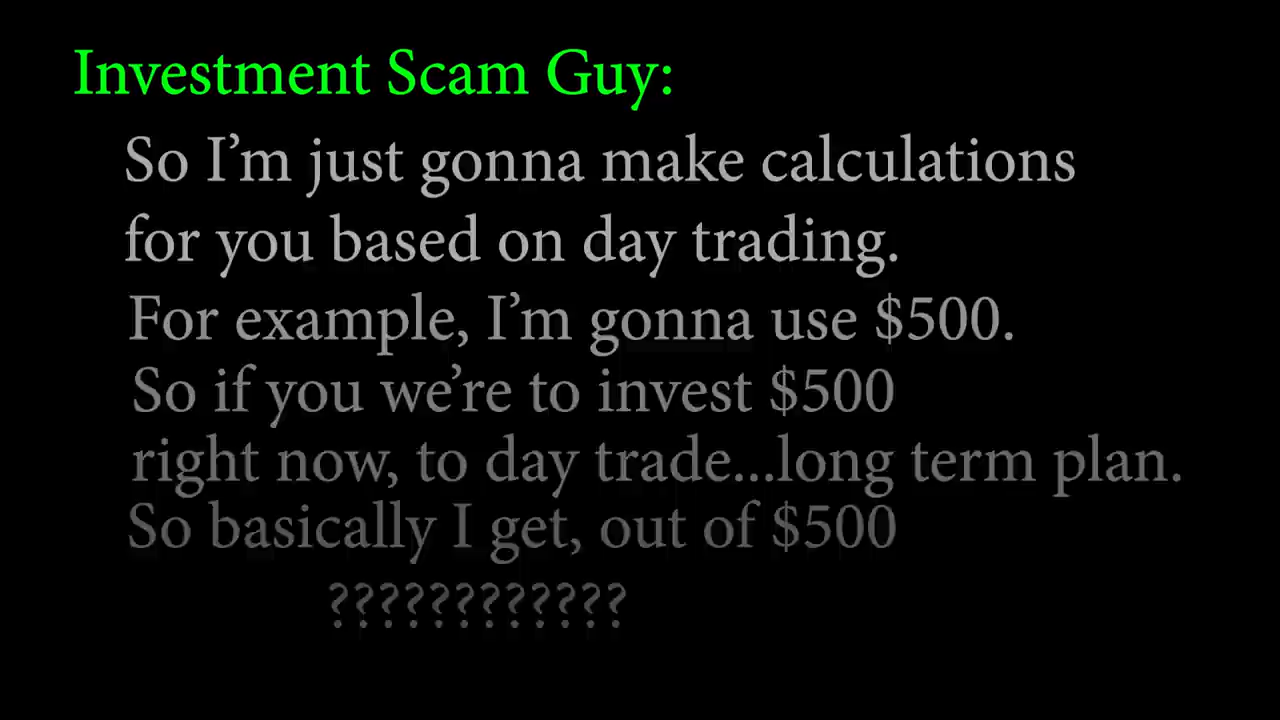 Investment Scam Guy:
So I’m just gonna make calculations
for you based on day trading.
For example, I’m gonna use $500.
So if you we’re to invest $500
right now, to day trade...long term plan.
So basically I get, out of $500
????????????